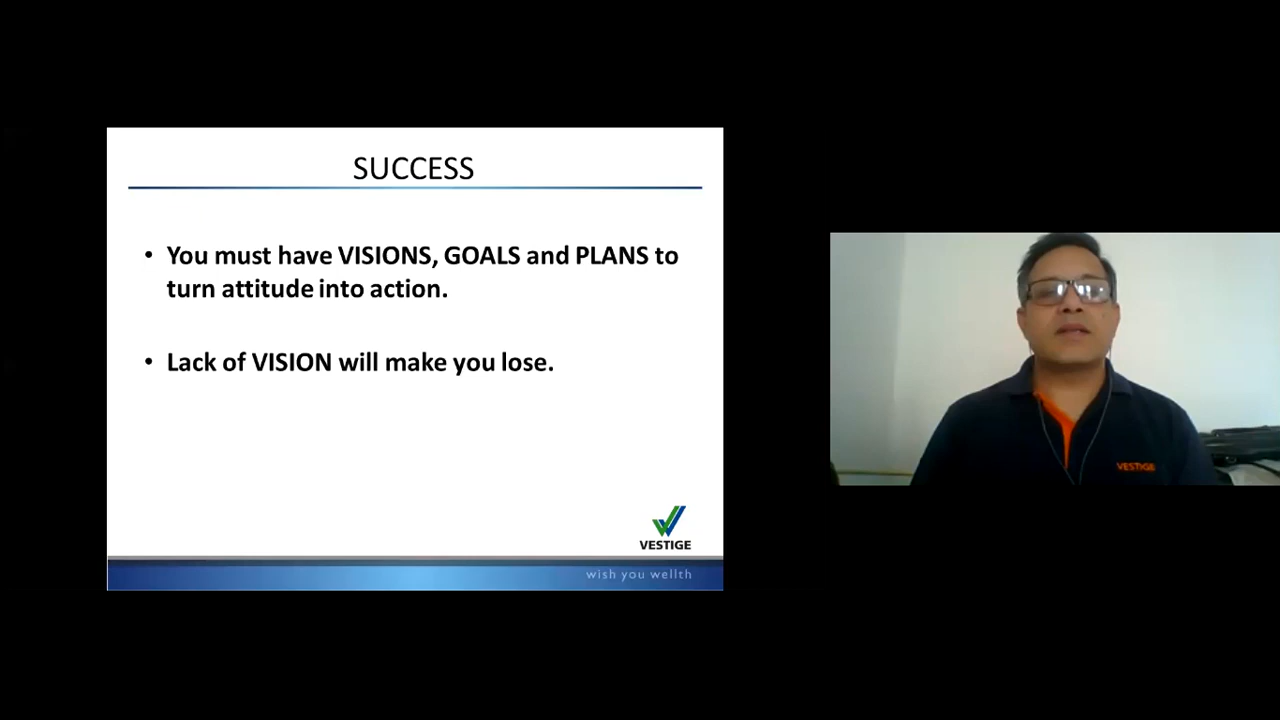 SUCCESS
• You must have VISIONS, GOALS and PLANS to
turn attitude into action.
• Lack of VISION will make you lose.
VESTIGE
wish you wellth
VESTIGE